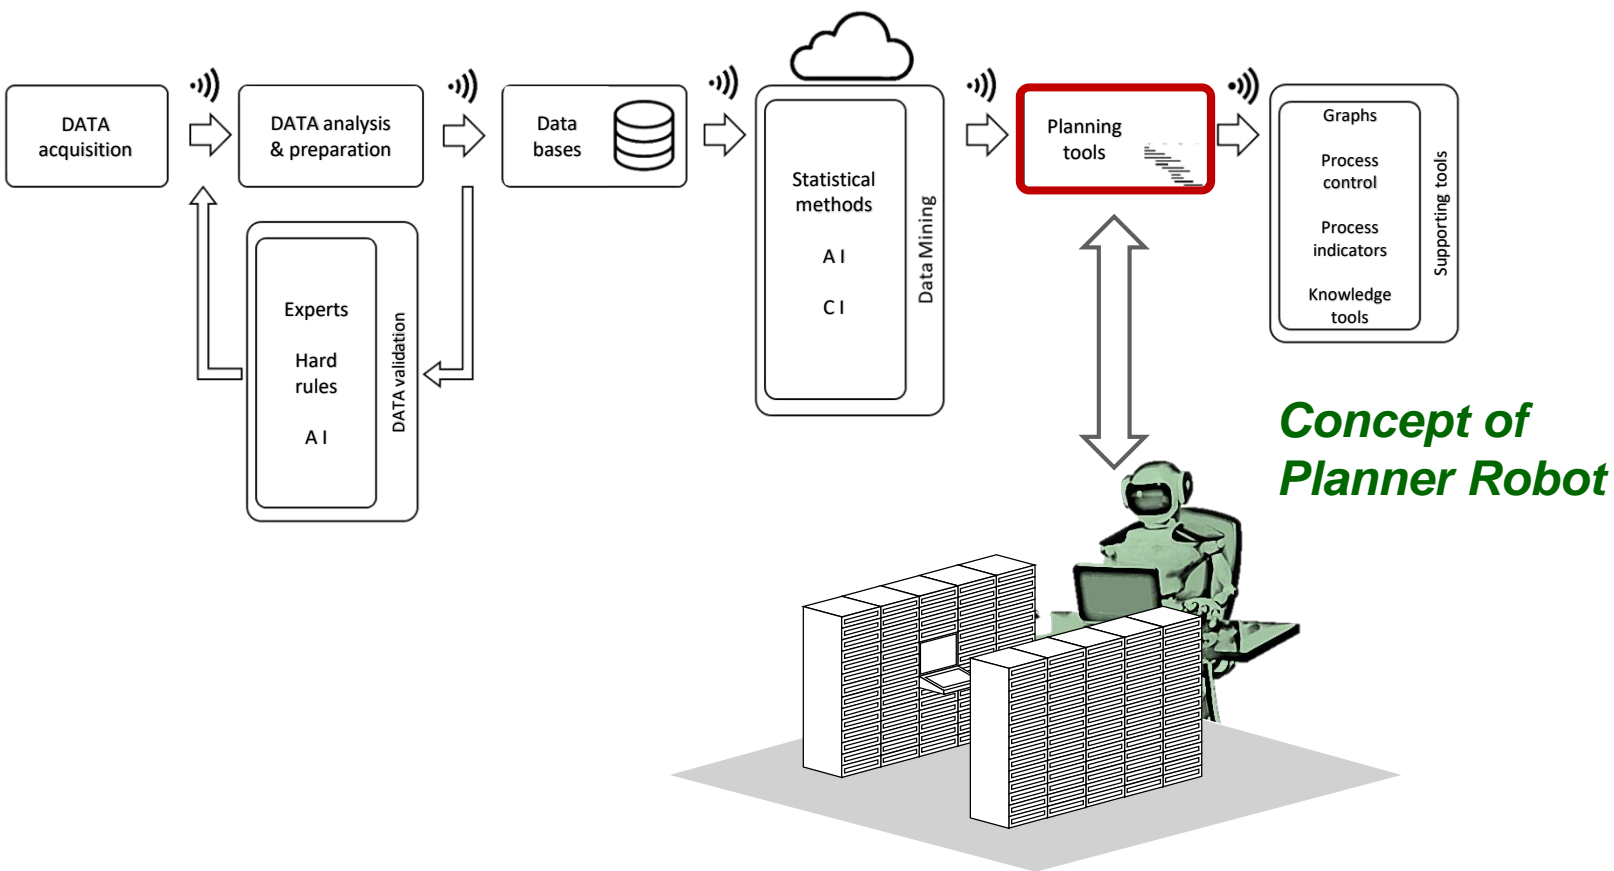 DATA
acquisition
DATA analysis
& preparation
Data
bases
Statistical
methods
A I
C I
Data Mining
Planning
tools
Graphs
Process
control
Process
indicators
Knowledge
tools
Supporting tools
Experts
Hard
rules
A I
DATA validation
Concept of
Planner Robot